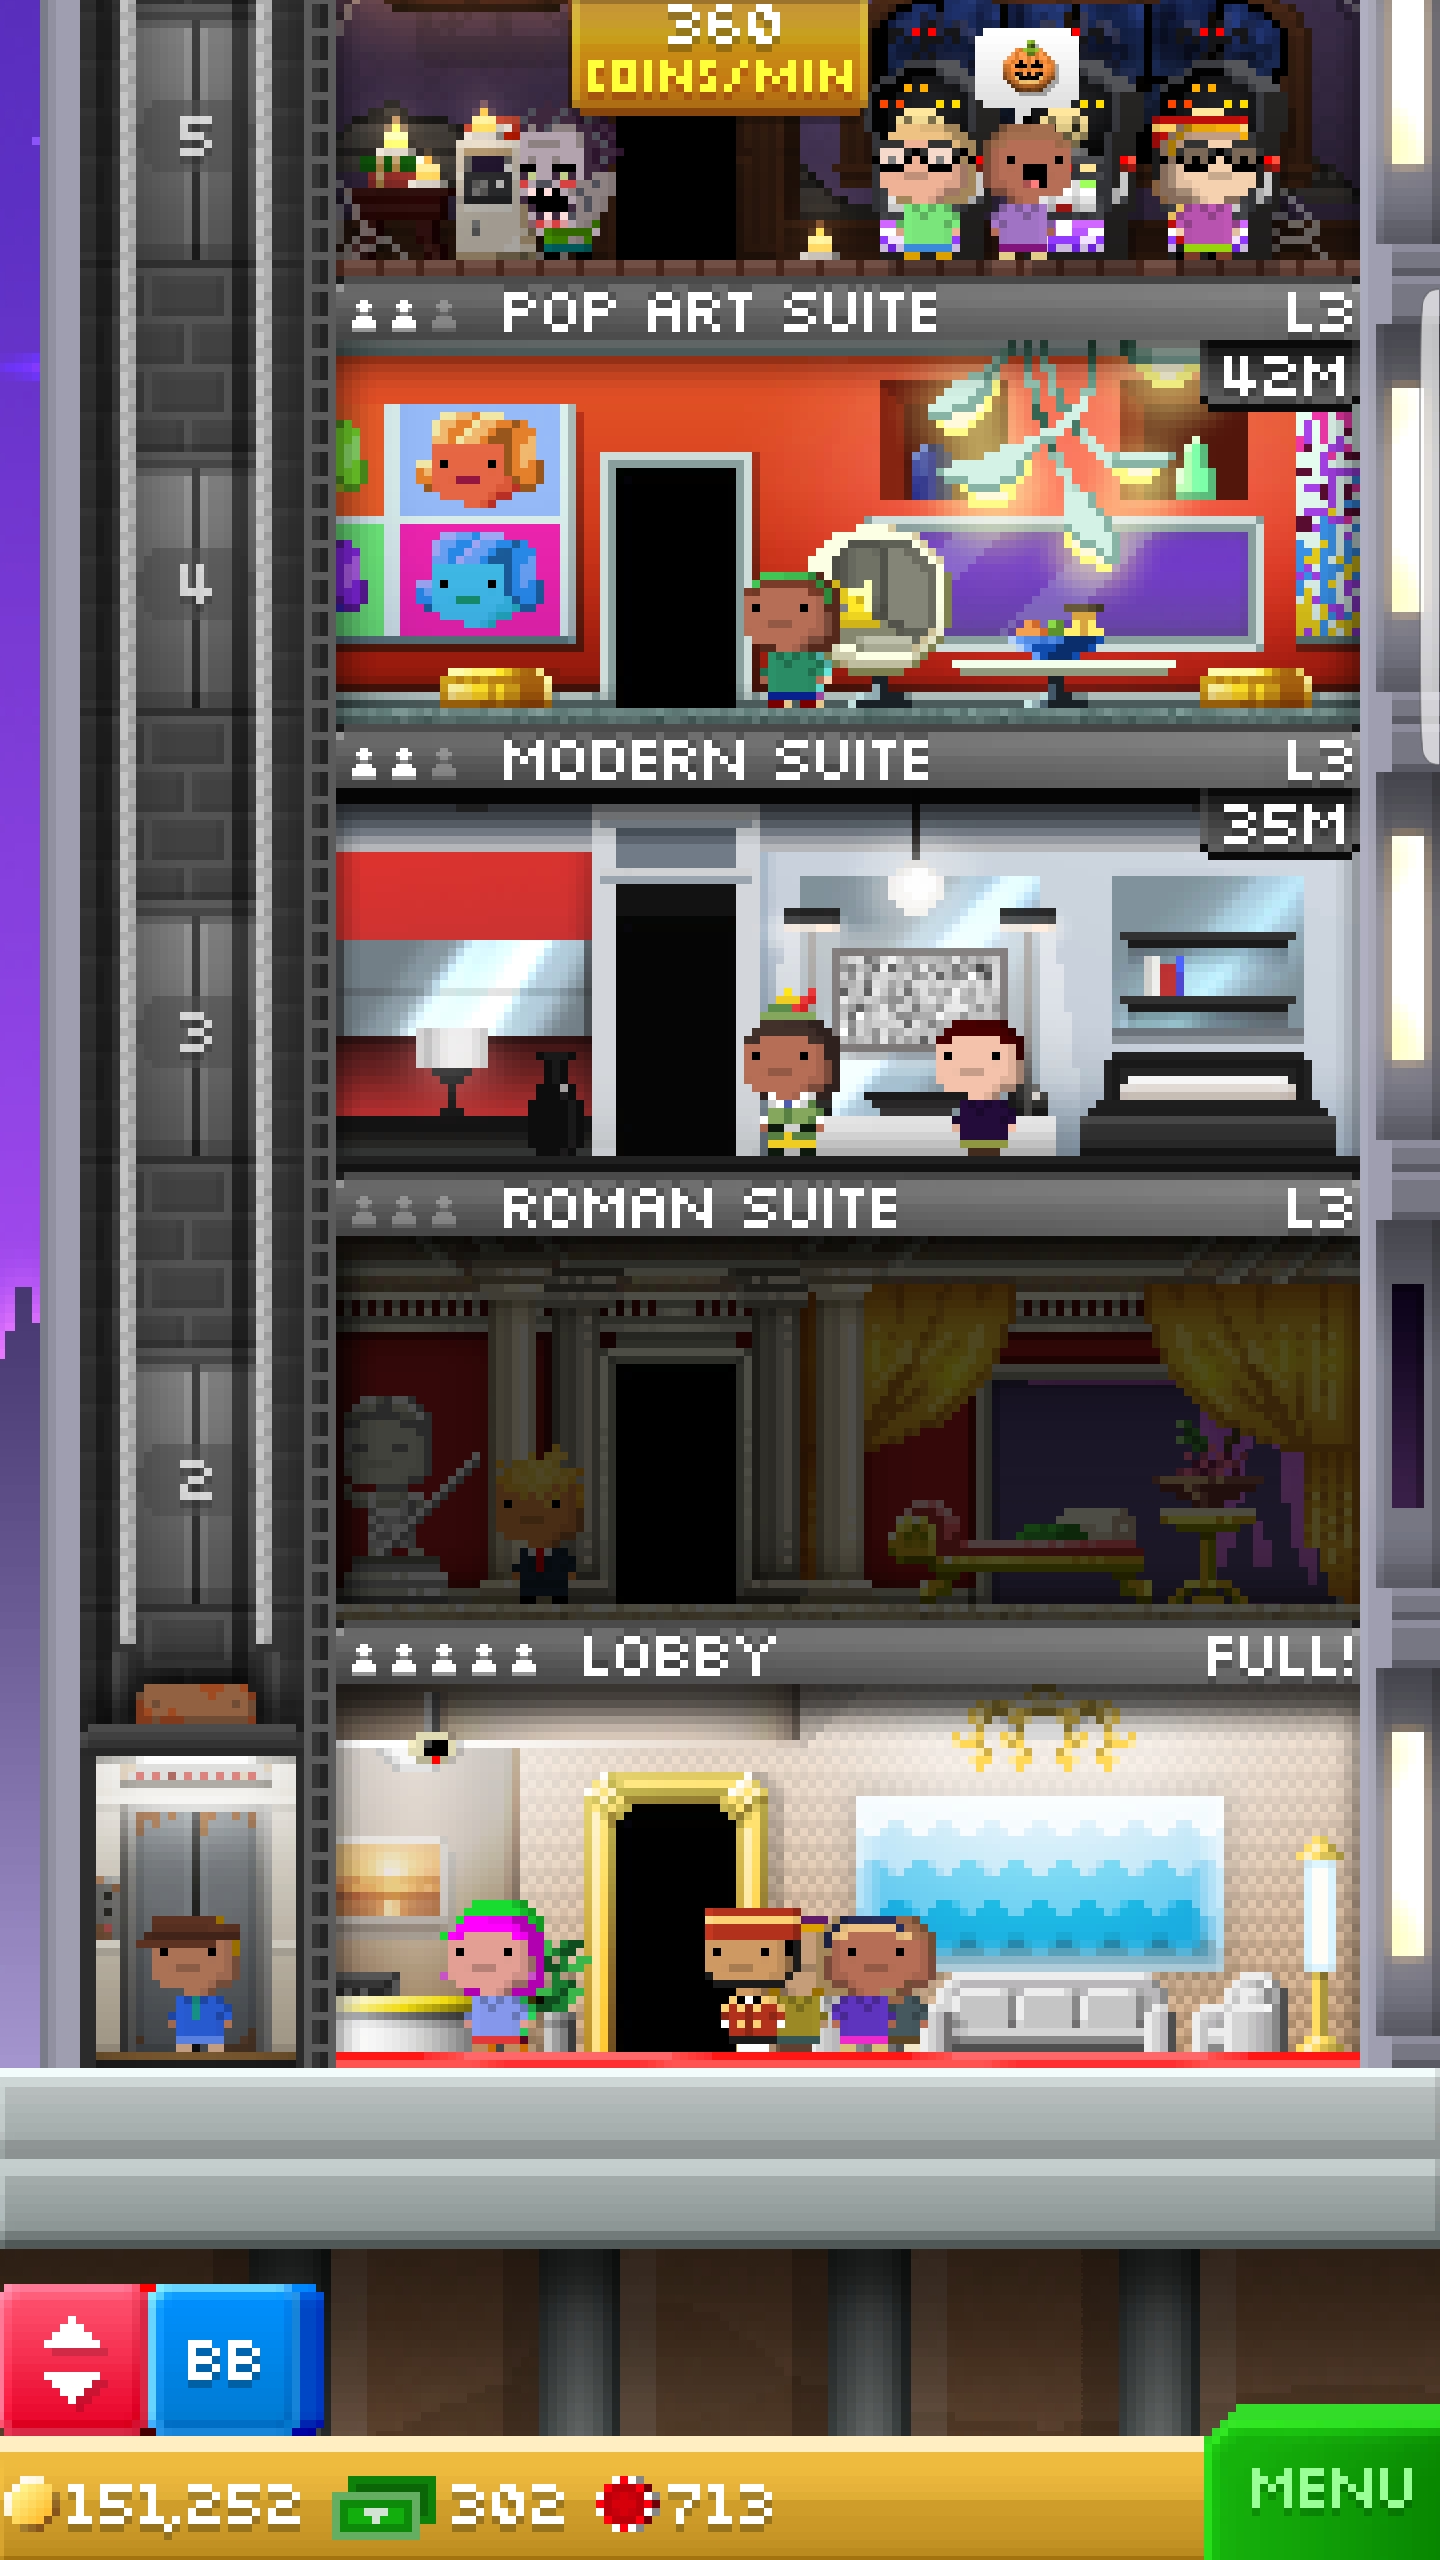 360
COINS/MIN
5
POP ART SUITE L3
42M
4
MODERN SUITE L3
35M
3
ROMAN SUITE L3
2
LOBBY FULL!
BB
151,252 302 713
MENU